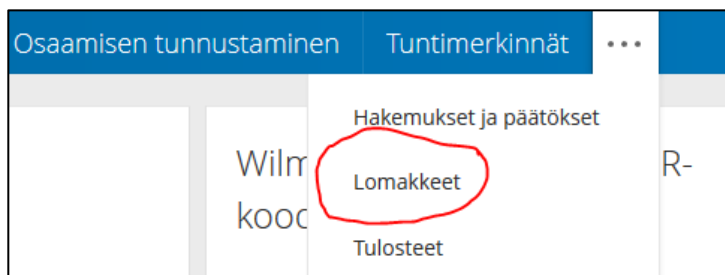 Osaamisen tunnustaminen Tuntimerkinnät ...
Hakemukset ja päätökset
Lomakkeet
Tulosteet
R-